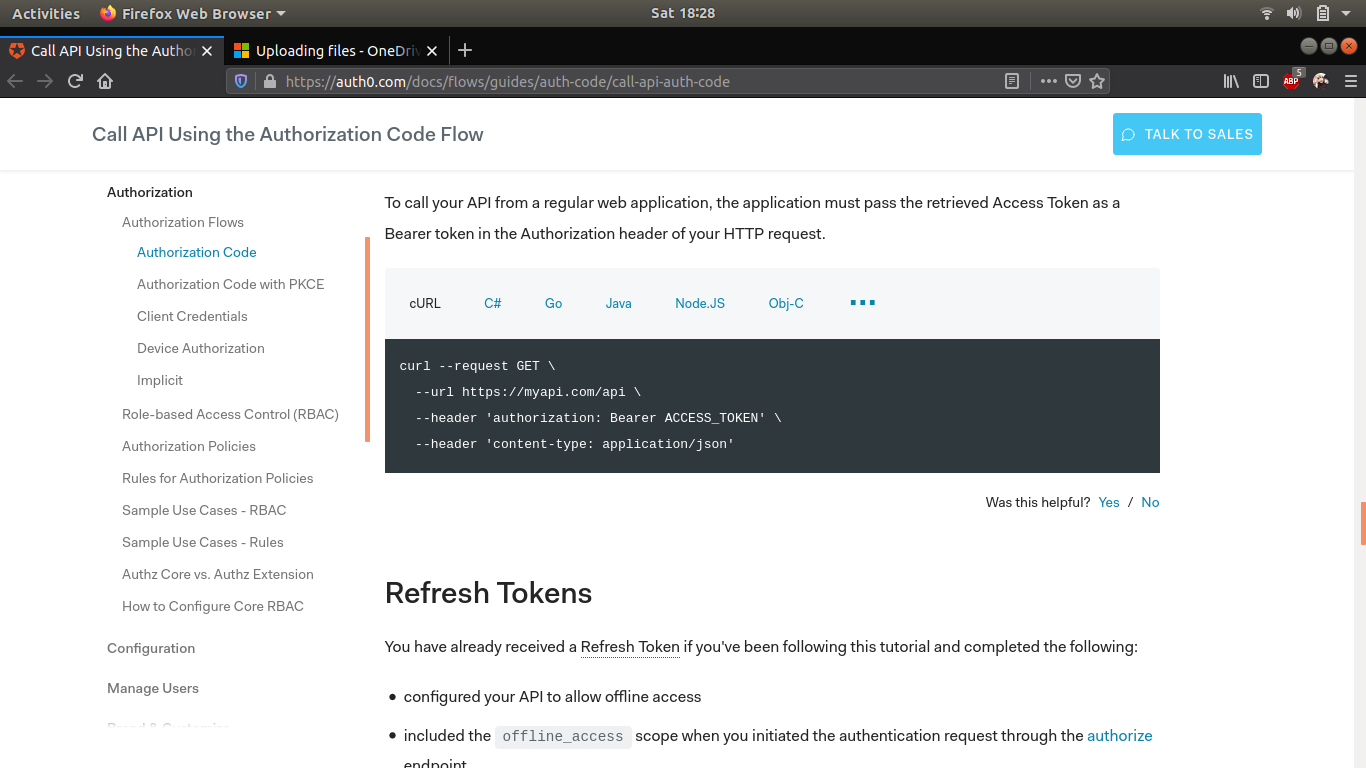 Activities Firefox Web Browser Sat 18:28
Call API Using the Autho Uploading files - OneDriv
https://auth0.com/docs/flows/guides/auth-code/call-api-auth-code ABP 5
Call API Using the Authorization Code Flow TALK TO SALES
Authorization
Authorization Flows
Authorization Code
Authorization Code with PKCE
Client Credentials
Device Authorization
Implicit
Role-based Access Control (RBAC)
Authorization Policies
Rules for Authorization Policies
Sample Use Cases - RBAC
Sample Use Cases - Rules
Authz Core vs. Authz Extension
How to Configure Core RBAC
Configuration
Manage Users
To call your API from a regular web application, the application must pass the retrieved Access Token as a
Bearer token in the Authorization header of your HTTP request.
cURL C# Go Java Node.JS Obj-C
curl --request GET \
--url https://myapi.com/api \
--header 'authorization: Bearer ACCESS_TOKEN' \
--header 'content-type: application/json'
Was this helpful? Yes / No
Refresh Tokens
You have already received a Refresh Token if you've been following this tutorial and completed the following:
• configured your API to allow offline access
• included the offline_access scope when you initiated the authentication request through the authorize
endpoint